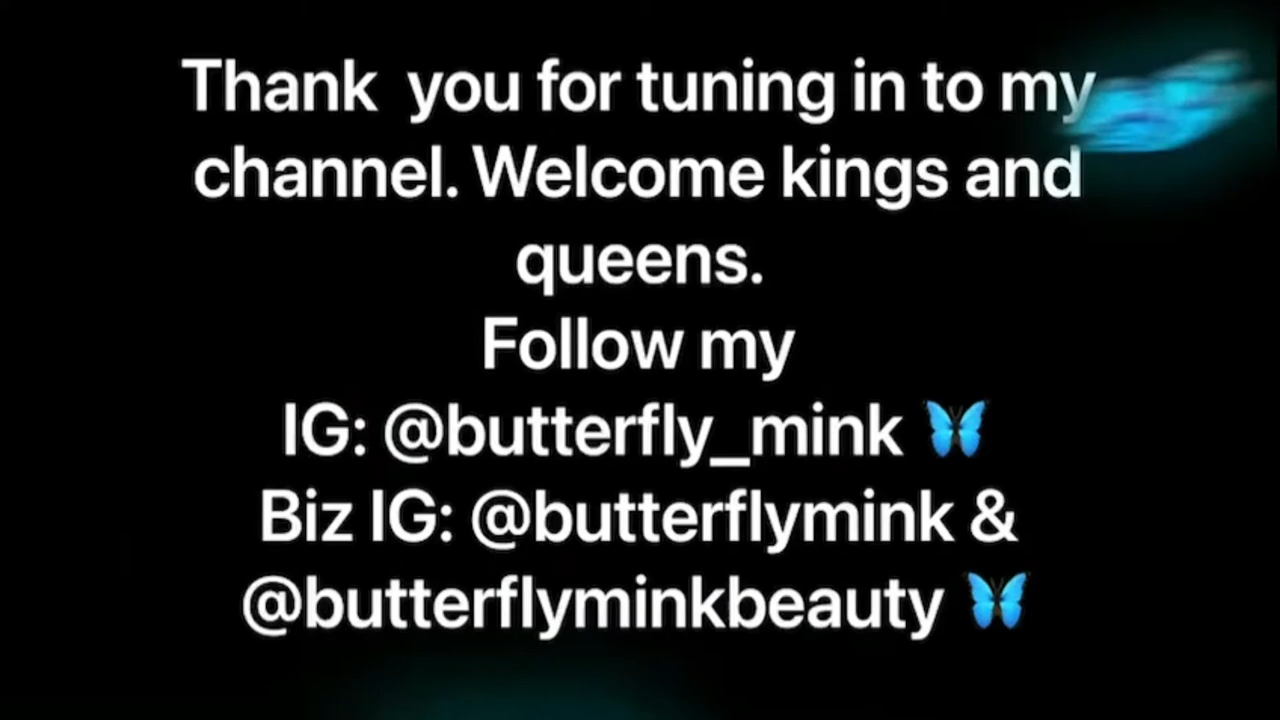 Thank  you for tuning in to my
channel. Welcome kings and
queens.
Follow my
IG: @butterfly_mink 🦋
Biz IG: @butterflymink &
@butterflyminkbeauty 🦋